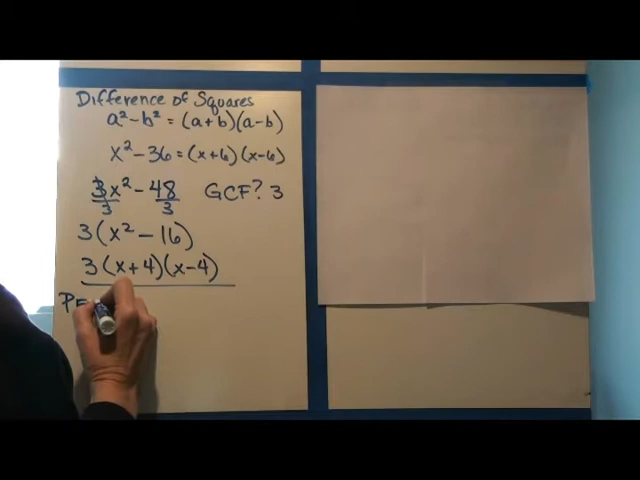 Difference of Squares
a² - b² = (a+b)(a-b)
x² - 36 = (x+6)(x-6)
3x² - 48 GCF? 3
3 3
3(x² - 16)
3(x+4)(x-4)